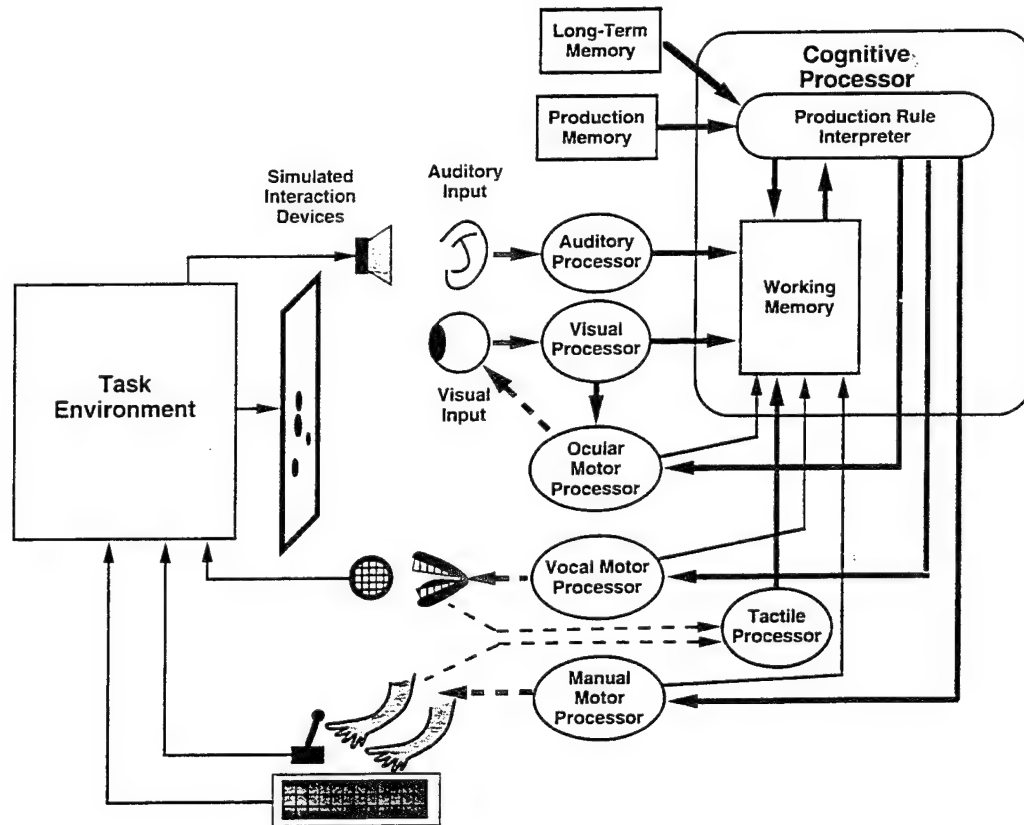 Long-Term
Memory
Cognitive
Processor
Production
Memory
Production Rule
Interpreter
Simulated
Interaction
Devices
Auditory
Input
Auditory
Processor
Working
Memory
Visual
Processor
Task
Environment
Visual
Input
Ocular
Motor
Processor
Vocal Motor
Processor
Tactile
Processor
Manual
Motor
Processor